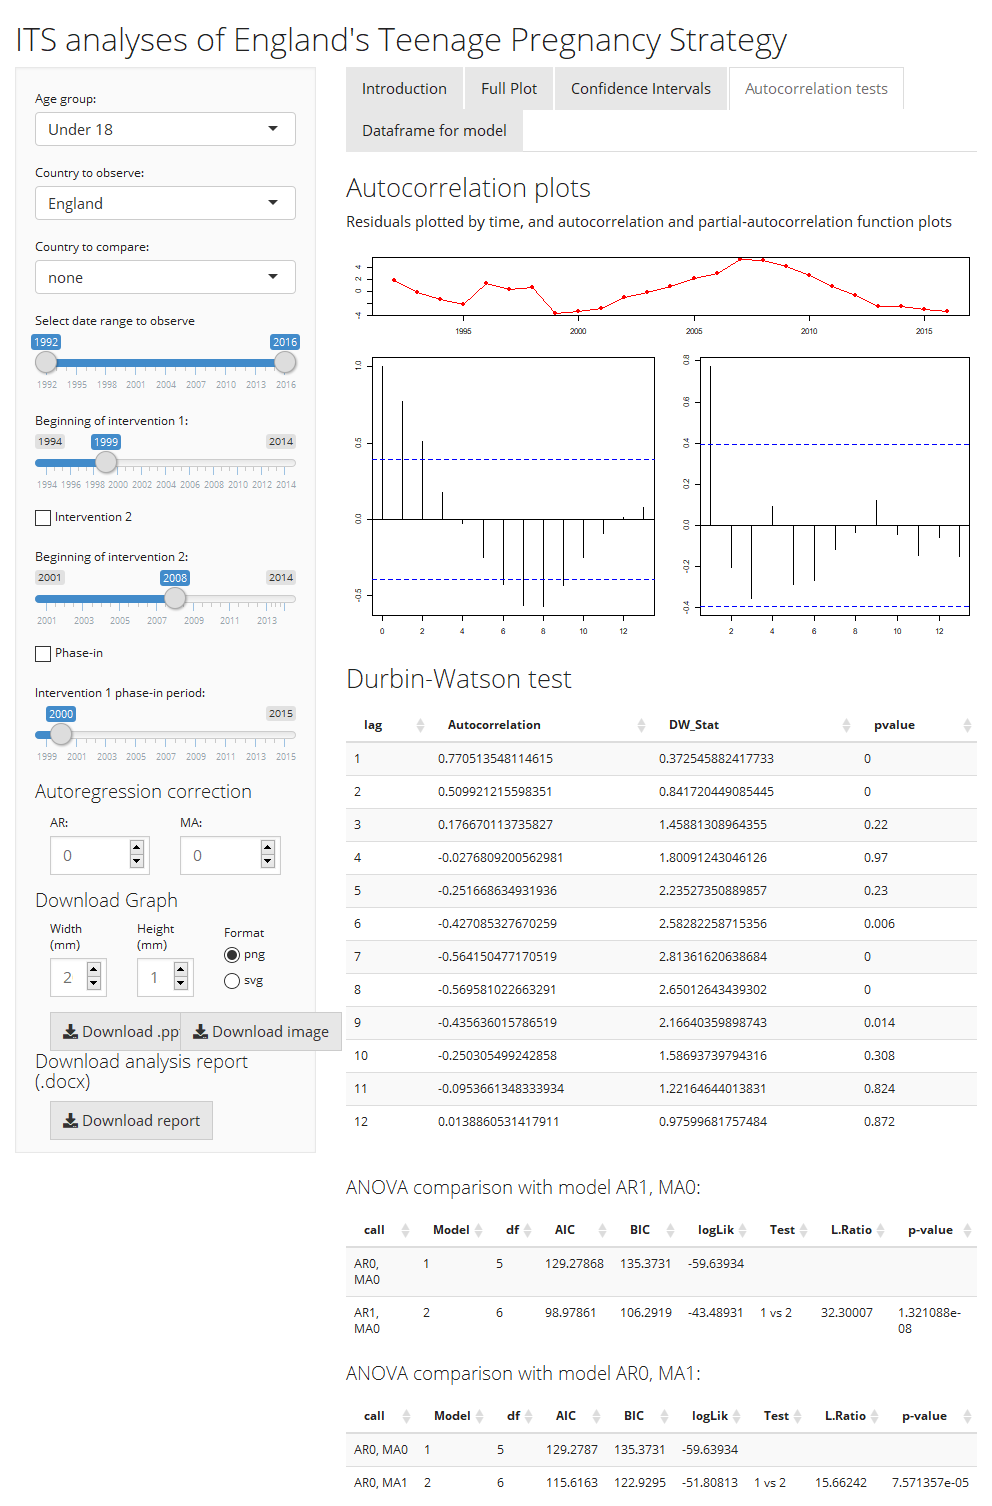 ITS analyses of England's Teenage Pregnancy Strategy
Age group:
Under 18
Country to observe:
England
Country to compare:
none
Select date range to observe
1992 2016
1992 1995 1998 2001 2004 2007 2010 2013 2016
Beginning of intervention 1:
1994 1999 2014
1994 1996 1998 2000 2002 2004 2006 2008 2010 2012 2014
Intervention 2
Beginning of intervention 2:
2001 2008 2014
2001 2003 2005 2007 2009 2011 2013
Phase-in
Intervention 1 phase-in period:
2000 2015
1999 2001 2003 2005 2007 2009 2011 2013 2015
Autoregression correction
AR: MA:
0 0
Download Graph
Width (mm)
Height (mm)
Format
2 1
png
svg
Download .pp
Download image
Download analysis report
(.docx)
Download report
Introduction Full Plot Confidence Intervals Autocorrelation tests
Dataframe for model
Autocorrelation plots
Residuals plotted by time, and autocorrelation and partial-autocorrelation function plots
4
2
0
-4
1995 2000 2005 2010 2015
1.0
0.5
0.0
-0.5
0 2 4 6 8 10 12
0.8
0.6
0.4
0.2
0.0
-0.2
-0.4
2 4 6 8 10 12
Durbin-Watson test
lag Autocorrelation DW_Stat pvalue
1 0.770513548114615 0.372545882417733 0
2 0.509921215598351 0.841720449085445 0
3 0.176670113735827 1.45881308964355 0.22
4 -0.0276809200562981 1.80091243046126 0.97
5 -0.251668634931936 2.23527350889857 0.23
6 -0.427085327670259 2.58282258715356 0.006
7 -0.564150477170519 2.81361620638684 0
8 -0.569581022663291 2.65012643439302 0
9 -0.435636015786519 2.16640359898743 0.014
10 -0.250305499242858 1.58693739794316 0.308
11 -0.0953661348333934 1.22164644013831 0.824
12 0.0138860531417911 0.97599681757484 0.872
ANOVA comparison with model AR1, MA0:
call Model df AIC BIC logLik Test L.Ratio p-value
AR0, MA0 1 5 129.27868 135.3731 -59.63934
AR1, MA0 2 6 98.97861 106.2919 -43.48931 1 vs 2 32.30007 1.321088e-08
ANOVA comparison with model AR0, MA1:
call Model df AIC BIC logLik Test L.Ratio p-value
AR0, MA0 1 5 129.2787 135.3731 -59.63934
AR0, MA1 2 6 115.6163 122.9295 -51.80813 1 vs 2 15.66242 7.571357e-05